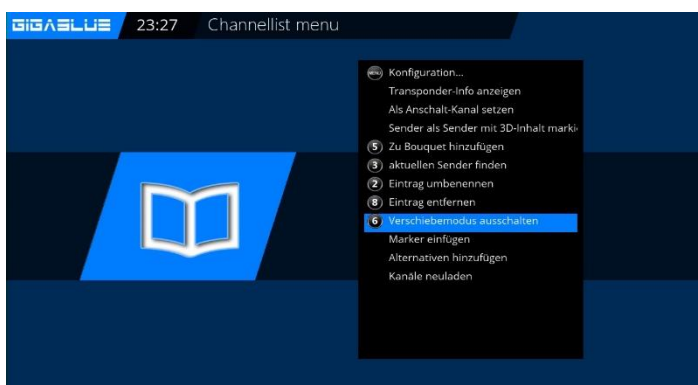 GIGABLUE 23:27 Channellist menu
MENU Konfiguration...
Transponder-Info anzeigen
Als Anschalt-Kanal setzen
Sender als Sender mit 3D-Inhalt marki
5 Zu Bouquet hinzufügen
3 aktuellen Sender finden
2 Eintrag umbenennen
8 Eintrag entfernen
6 Verschiebemodus ausschalten
Marker einfügen
Alternativen hinzufügen
Kanäle neuladen